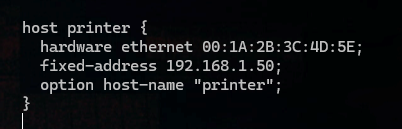 host printer {
  hardware ethernet 00:1A:2B:3C:4D:5E;
  fixed-address 192.168.1.50;
  option host-name "printer";
}